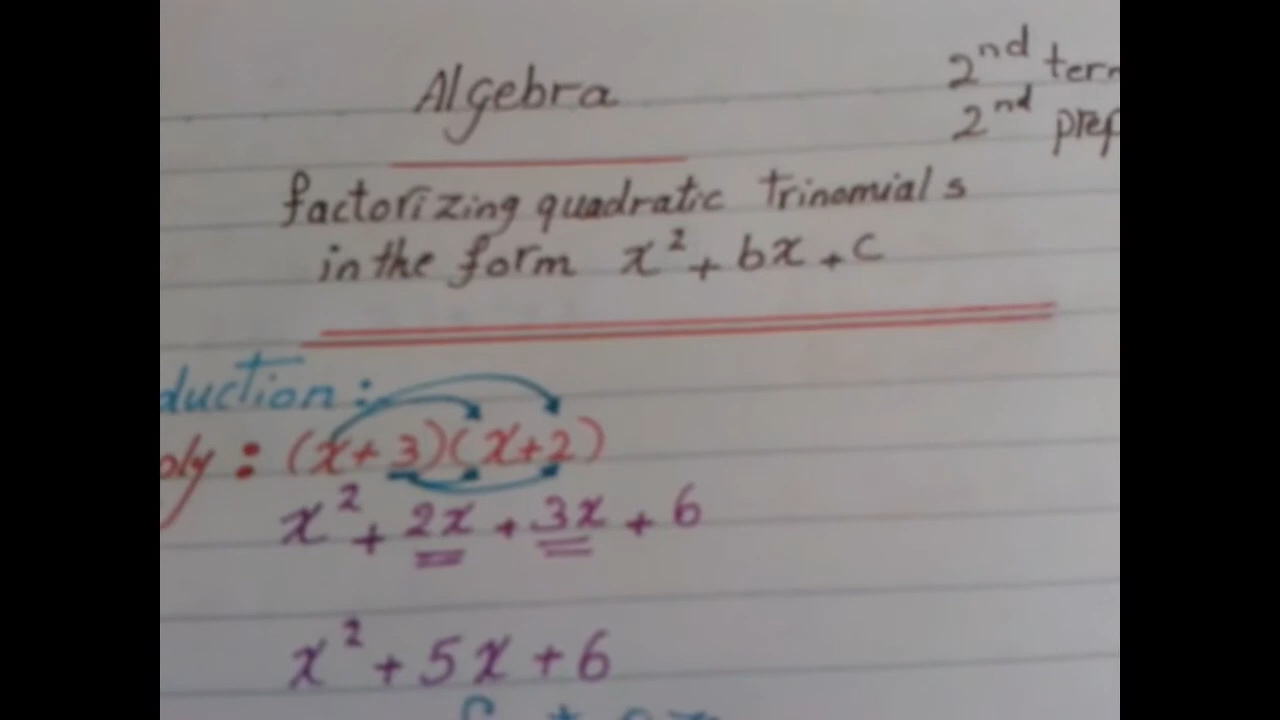 Algebra
2nd term
2nd prep
factorizing quadratic trinomials
in the form x² + bx + c
duction :
ply : (x+3)(x+2)
x² + 2x + 3x + 6
x² + 5x + 6